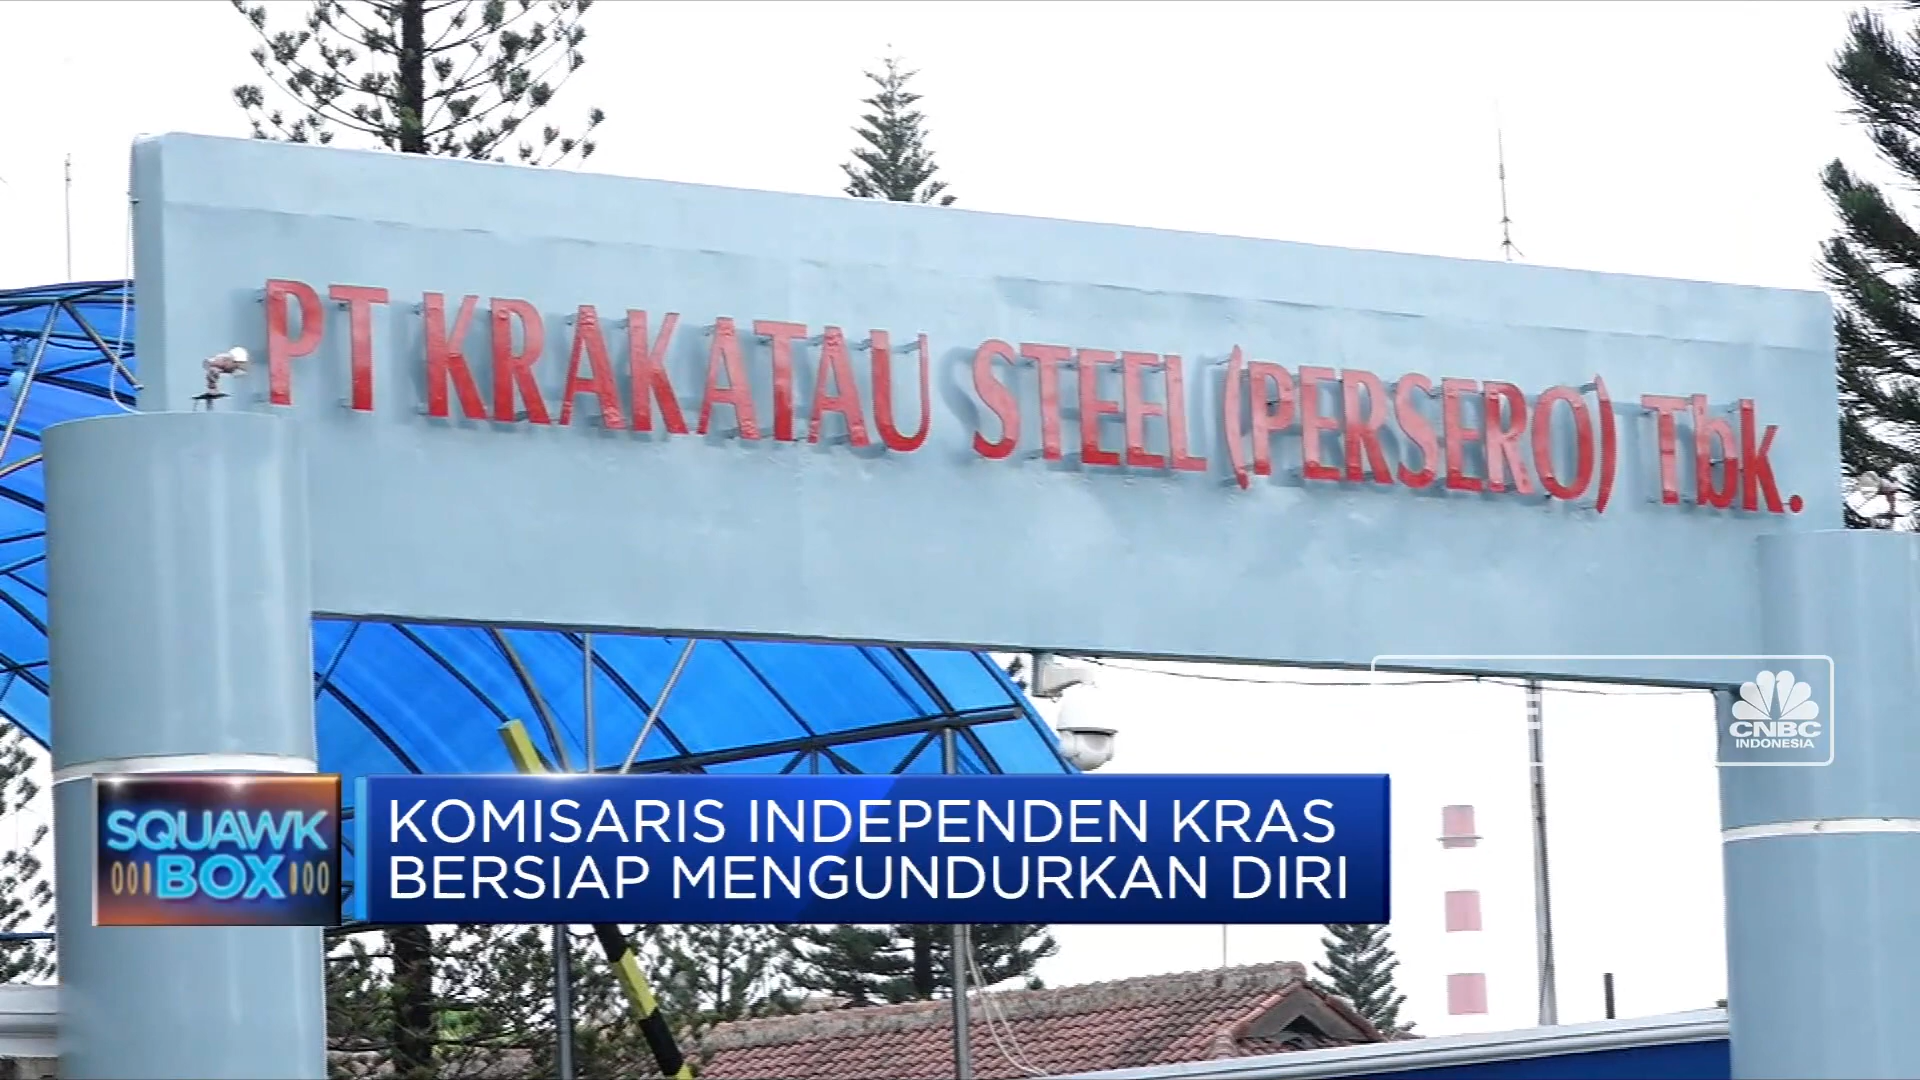 PT KRAKATAU STEEL (PERSERO) Tbk.
CNBC
INDONESIA
SQUAWK
BOX
KOMISARIS INDEPENDEN KRAS
BERSIAP MENGUNDURKAN DIRI